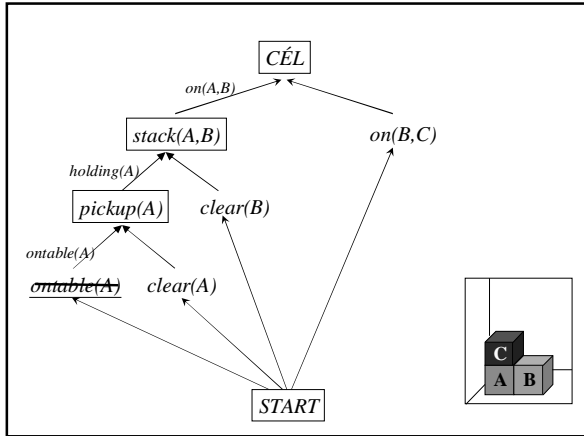 CÉL
on(A,B)
stack(A,B)
on(B,C)
holding(A)
pickup(A)
clear(B)
ontable(A)
ontable(A)
clear(A)
C
A B
START